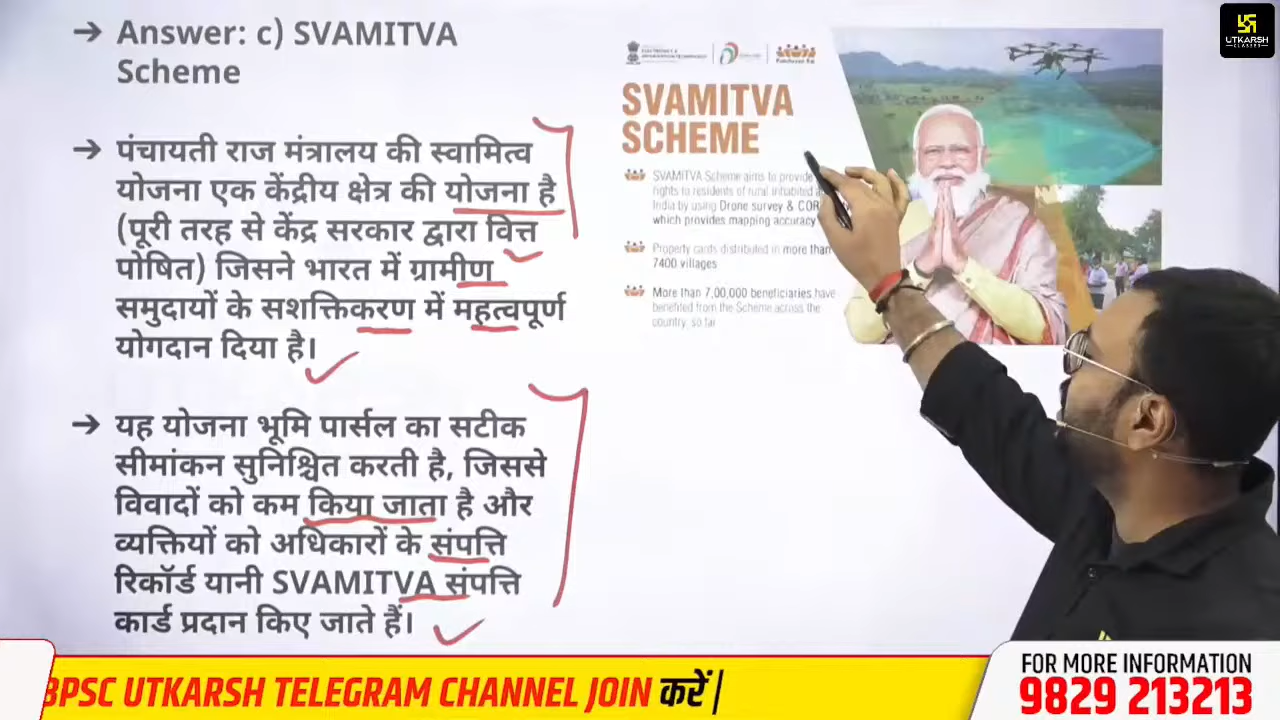 → Answer: c) SVAMITVA
Scheme
→ पंचायती राज मंत्रालय की स्वामित्व
योजना एक केंद्रीय क्षेत्र की योजना है
(पूरी तरह से केंद्र सरकार द्वारा वित्त
पोषित) जिसने भारत में ग्रामीण
समुदायों के सशक्तिकरण में महत्वपूर्ण
योगदान दिया है।
→ यह योजना भूमि पार्सल का सटीक
सीमांकन सुनिश्चित करती है, जिससे
विवादों को कम किया जाता है और
व्यक्तियों को अधिकारों के संपत्ति
रिकॉर्ड यानी SVAMITVA संपत्ति
कार्ड प्रदान किए जाते हैं।
SVAMITVA
SCHEME
SVAMITVA Scheme aims to provide
rights to residents of rural inhabited
India by using Drone survey & COR
which provides mapping accuracy
Property cards distributed in more than
7400 villages
More than 7,00,000 beneficiaries have
benefited from the Scheme across the
country, so far
UTKARSH
CLASSES
BPSC UTKARSH TELEGRAM CHANNEL JOIN करें |
FOR MORE INFORMATION
9829 213213